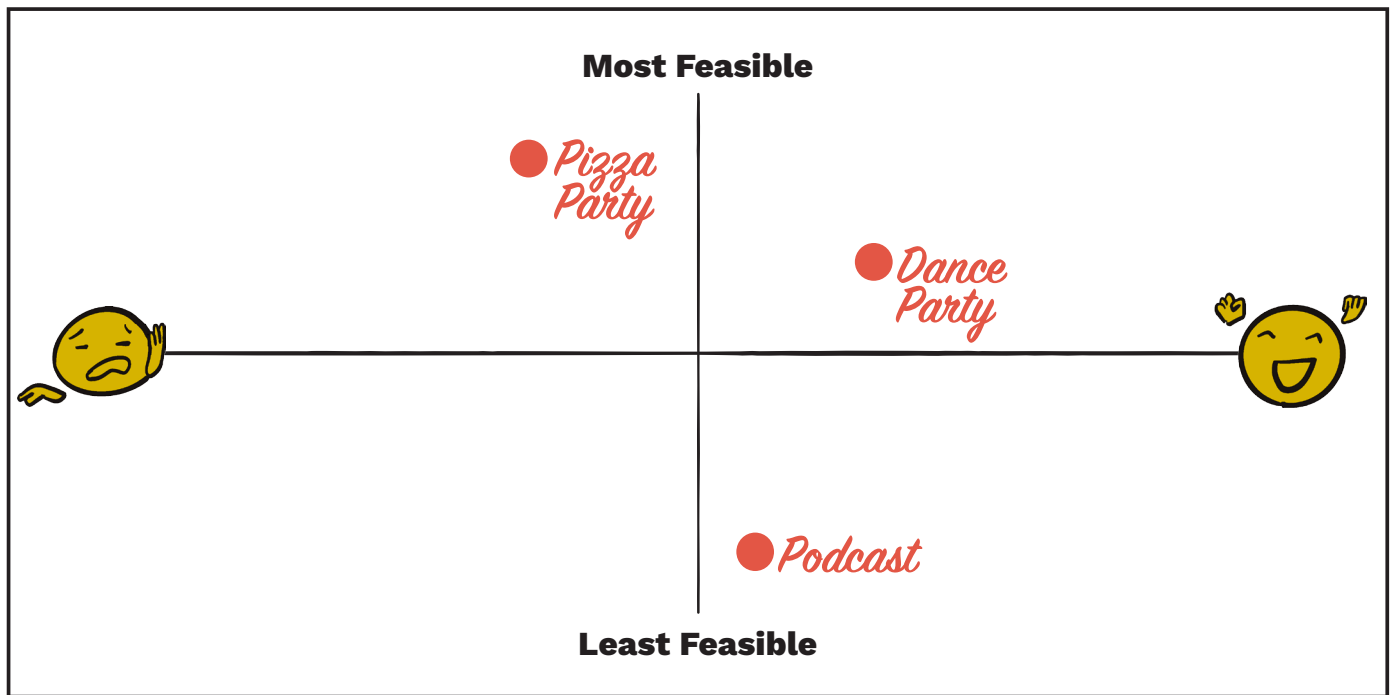 Most Feasible
Pizza
Party
Dance
Party
Podcast
Least Feasible